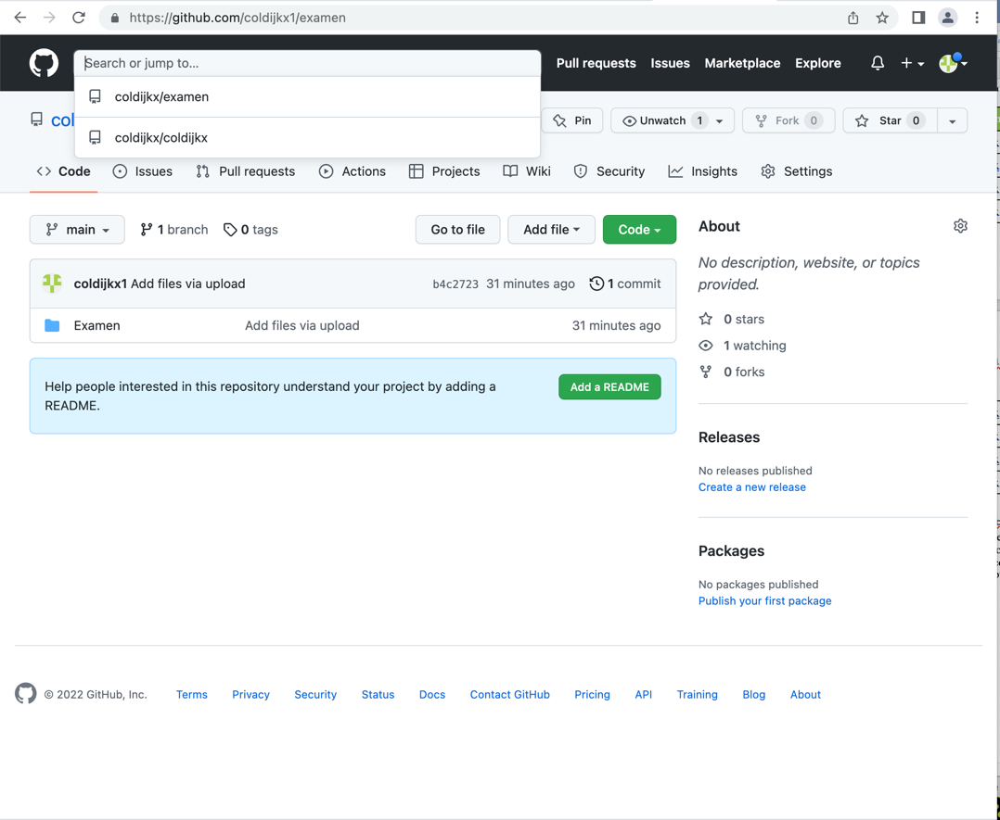 https://github.com/coldijkx1/examen
Search or jump to...
Pull requests Issues Marketplace Explore
coldijkx/examen
coldijkx/coldijkx
col
Pin Unwatch 1 Fork 0 Star 0
Code Issues Pull requests Actions Projects Wiki Security Insights Settings
main 1 branch 0 tags Go to file Add file Code
coldijkx1 Add files via upload b4c2723 31 minutes ago 1 commit
Examen Add files via upload 31 minutes ago
Help people interested in this repository understand your project by adding a
README.
Add a README
About
No description, website, or topics
provided.
0 stars
1 watching
0 forks
Releases
No releases published
Create a new release
Packages
No packages published
Publish your first package
© 2022 GitHub, Inc. Terms Privacy Security Status Docs Contact GitHub Pricing API Training Blog About